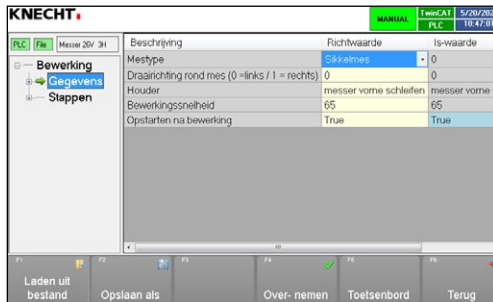 KNECHT
MANUAL
TwinCAT
PLC
5/20/202
10:47:01
PLC File Messer 26V 3H
Bewerking
Gegevens
Stappen
Beschrijving Richtwaarde Is-waarde
Mestype Sikkelmes 0
Draairichting rond mes (0 =links / 1 = rechts) 0 0
Houder messer vorne schleifen messer vorne
Bewerkingssnelheid 65 65
Opstarten na bewerking True True
F1 F2 F3 F4 F5
Laden uit bestand
Opslaan als
Over- nemen
Toetsenbord
Terug